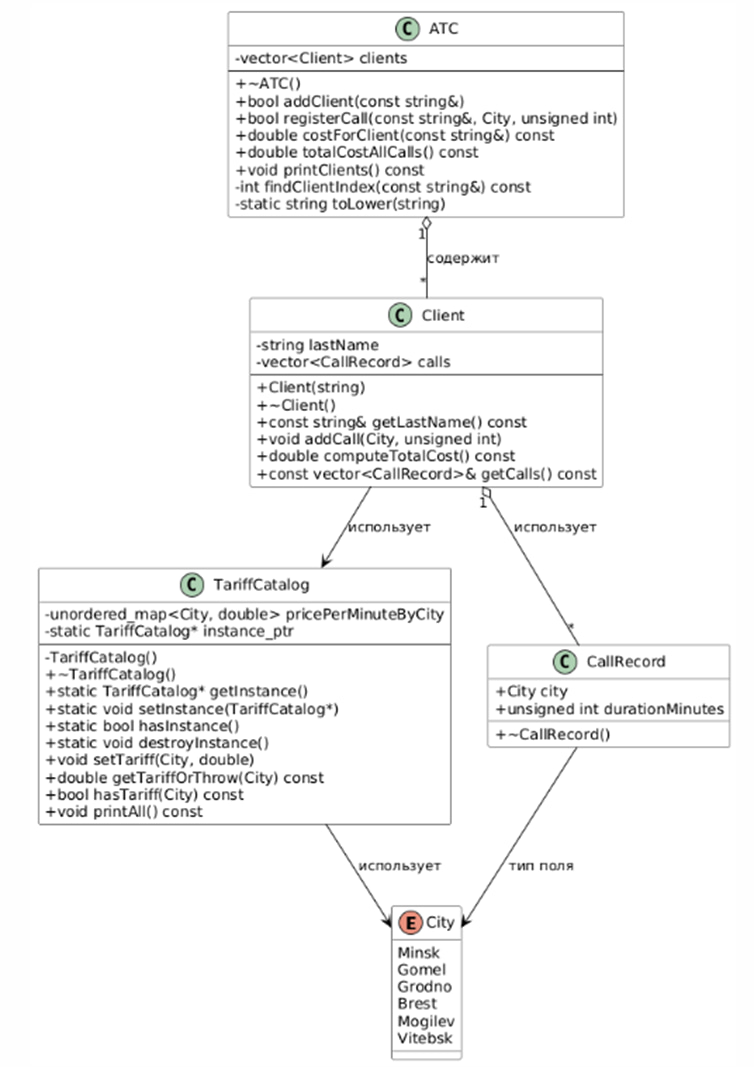 C ATC
-vector<Client> clients
+~ATC()
+bool addClient(const string&)
+bool registerCall(const string&, City, unsigned int)
+double costForClient(const string&) const
+double totalCostAllCalls() const
+void printClients() const
-int findClientIndex(const string&) const
-static string toLower(string)
1
содержит
*
C Client
-string lastName
-vector<CallRecord> calls
+Client(string)
+~Client()
+const string& getLastName() const
+void addCall(City, unsigned int)
+double computeTotalCost() const
+const vector<CallRecord>& getCalls() const
1
использует
использует
*
C TariffCatalog
-unordered_map<City, double> pricePerMinuteByCity
-static TariffCatalog* instance_ptr
-TariffCatalog()
+~TariffCatalog()
+static TariffCatalog* getInstance()
+static void setInstance(TariffCatalog*)
+static bool hasInstance()
+static void destroyInstance()
+void setTariff(City, double)
+double getTariffOrThrow(City) const
+bool hasTariff(City) const
+void printAll() const
C CallRecord
+City city
+unsigned int durationMinutes
+~CallRecord()
использует
тип поля
E City
Minsk
Gomel
Grodno
Brest
Mogilev
Vitebsk